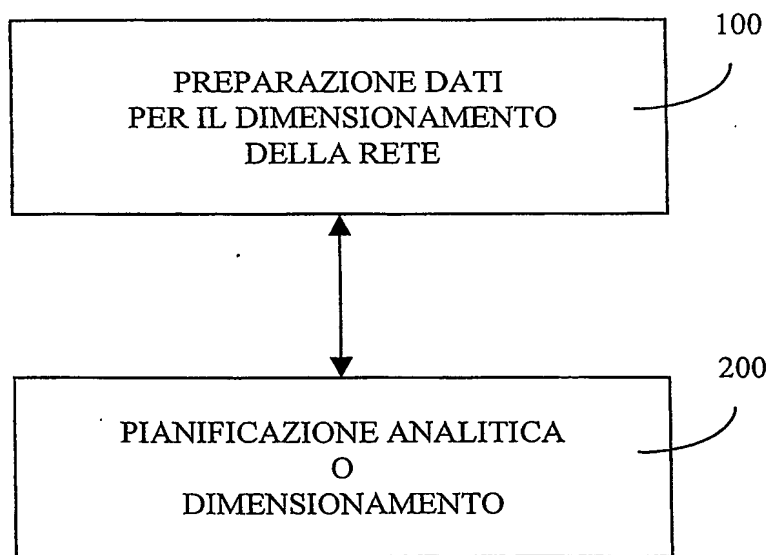 100
PREPARAZIONE DATI
PER IL DIMENSIONAMENTO
DELLA RETE
200
PIANIFICAZIONE ANALITICA
O
DIMENSIONAMENTO